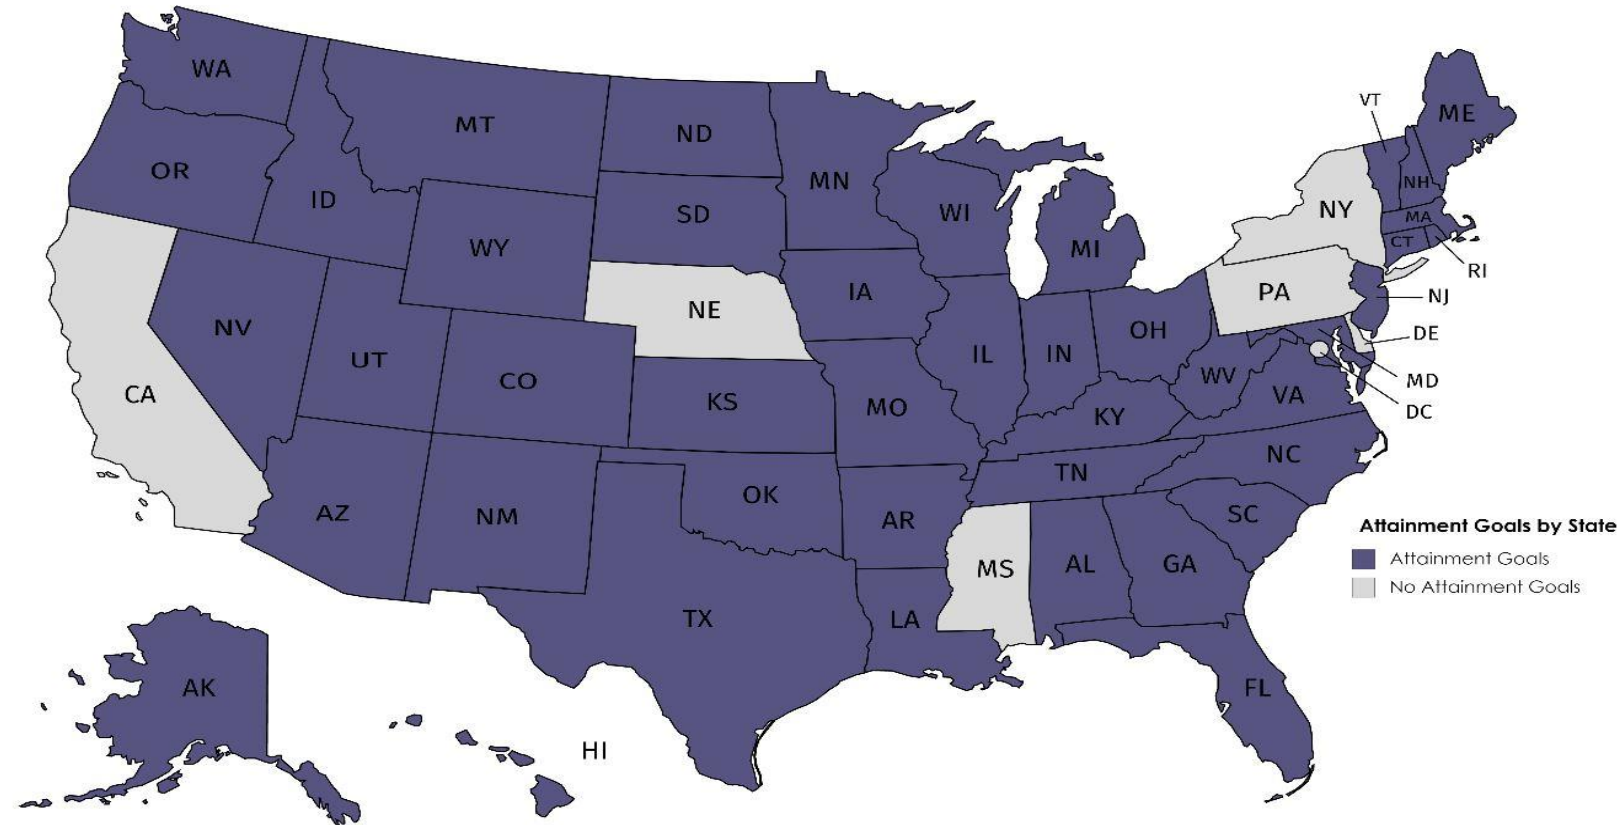 WA
MT
ND
MN
VT
ME
OR
ID
SD
WI
NH
NY
MA
WY
MI
CT
RI
IA
PA
NJ
NE
NV
OH
DE
UT
IL
IN
CO
WV
MD
CA
KS
MO
VA
DC
KY
NC
TN
OK
AZ
NM
AR
SC
Attainment Goals by State
Attainment Goals
No Attainment Goals
MS
AL
GA
TX
LA
AK
FL
HI